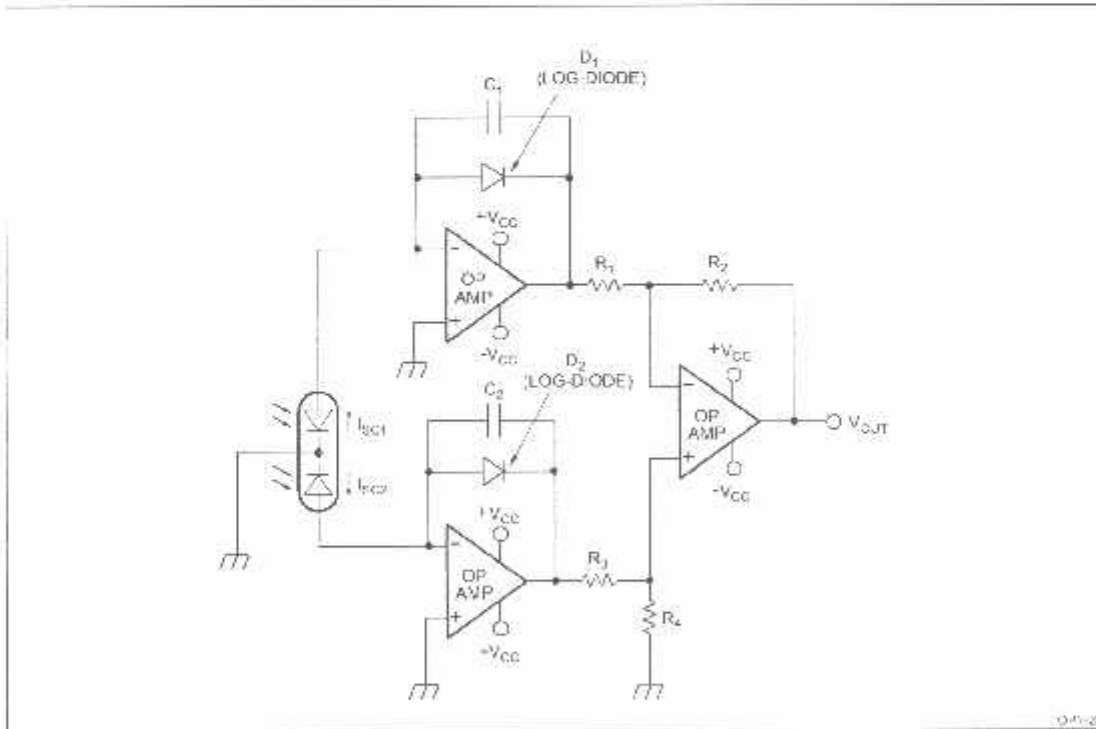 D1
(LOG-DIODE)
C1
+VCC
-
OP
AMP
+
-VCC
R1
R2
D2
(LOG-DIODE)
C2
+VCC
-
OP
AMP
+
-VCC
VOUT
ISC1
ISC2
+VCC
-
OP
AMP
+
-VCC
R3
R4